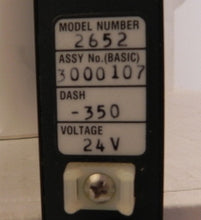 MODEL NUMBER
2652
ASSY No.(BASIC)
3000107
DASH
-350
VOLTAGE
24V